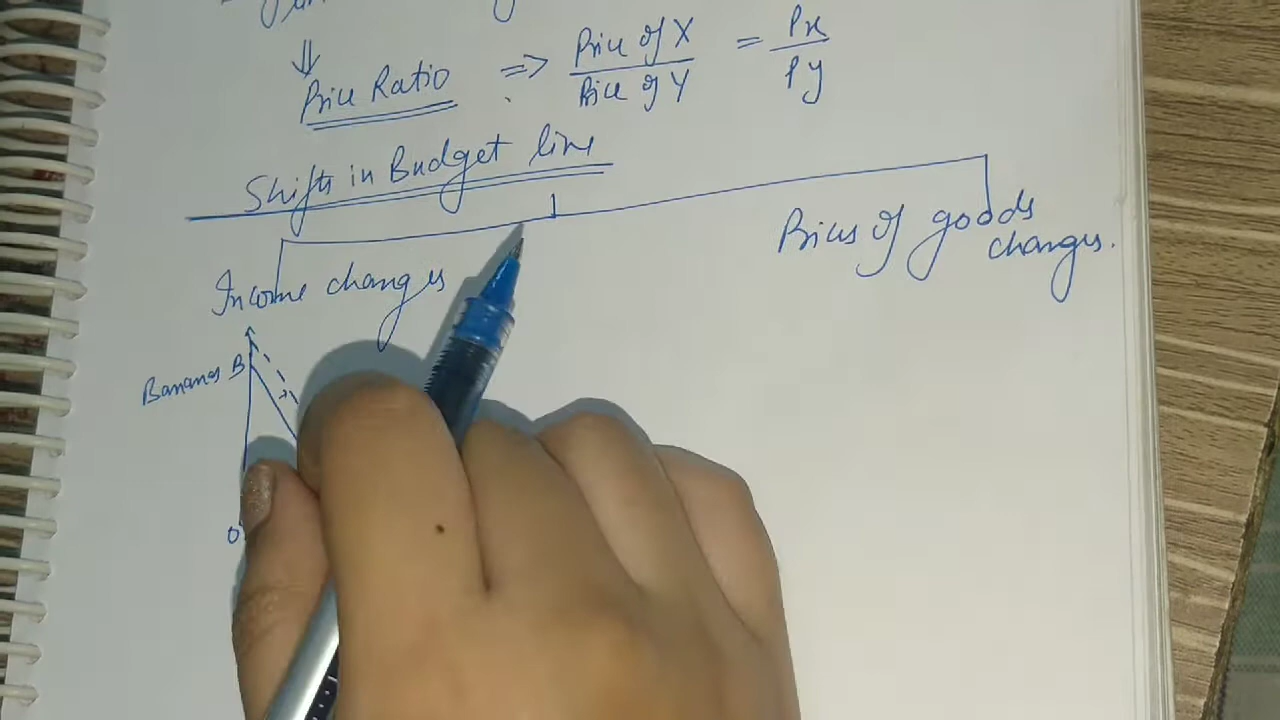 Price Ratio => Price of X / Price of Y = Px / Py
Shifts in Budget line
Income changes
Prices of goods changes.
Bananas B
O